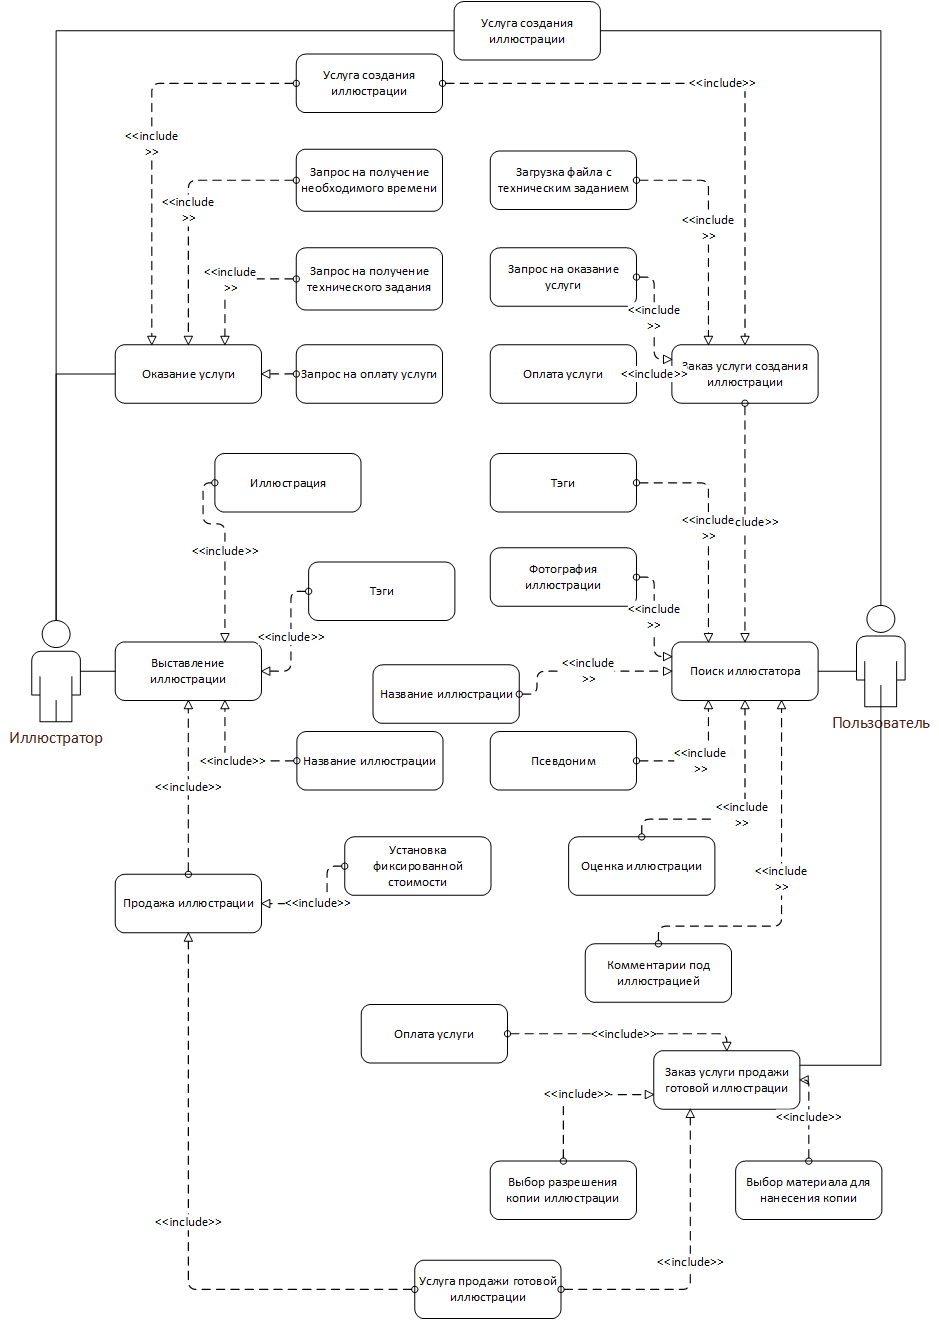 Услуга создания
иллюстрации
Услуга создания
иллюстрации
<<include>>
<<include
>>
Запрос на получение
необходимого времени
Загрузка файла с
техническим заданием
<<include
>>
<<include
>>
Запрос на получение
технического задания
<<include
>>
Запрос на оказание
услуги
<<include
>>
Оказание услуги
Запрос на оплату услуги
Оплата услуги
<<include>>
Заказ услуги создания
иллюстрации
Иллюстрация
Тэги
<<include
>>
clude>>
<<include>>
Тэги
Фотография
иллюстрации
<<include
>>
<<include>>
Выставление
иллюстрации
Название иллюстрации
<<include
>>
Поиск иллюстатора
Иллюстратор
Пользователь
Название иллюстрации
<<include>>
<<include>>
Псевдоним
<<include
>>
<<include
>>
Установка
фиксированной
стоимости
Оценка иллюстрации
<<include
>>
Продажа иллюстрации
<<include>>
Комментарии под
иллюстрацией
Оплата услуги
<<include>>
Заказ услуги продажи
готовой иллюстрации
<<include>>
<<include>>
Выбор разрешения
копии иллюстрации
Выбор материала для
нанесения копии
<<include>>
<<include>>
Услуга продажи готовой
иллюстрации